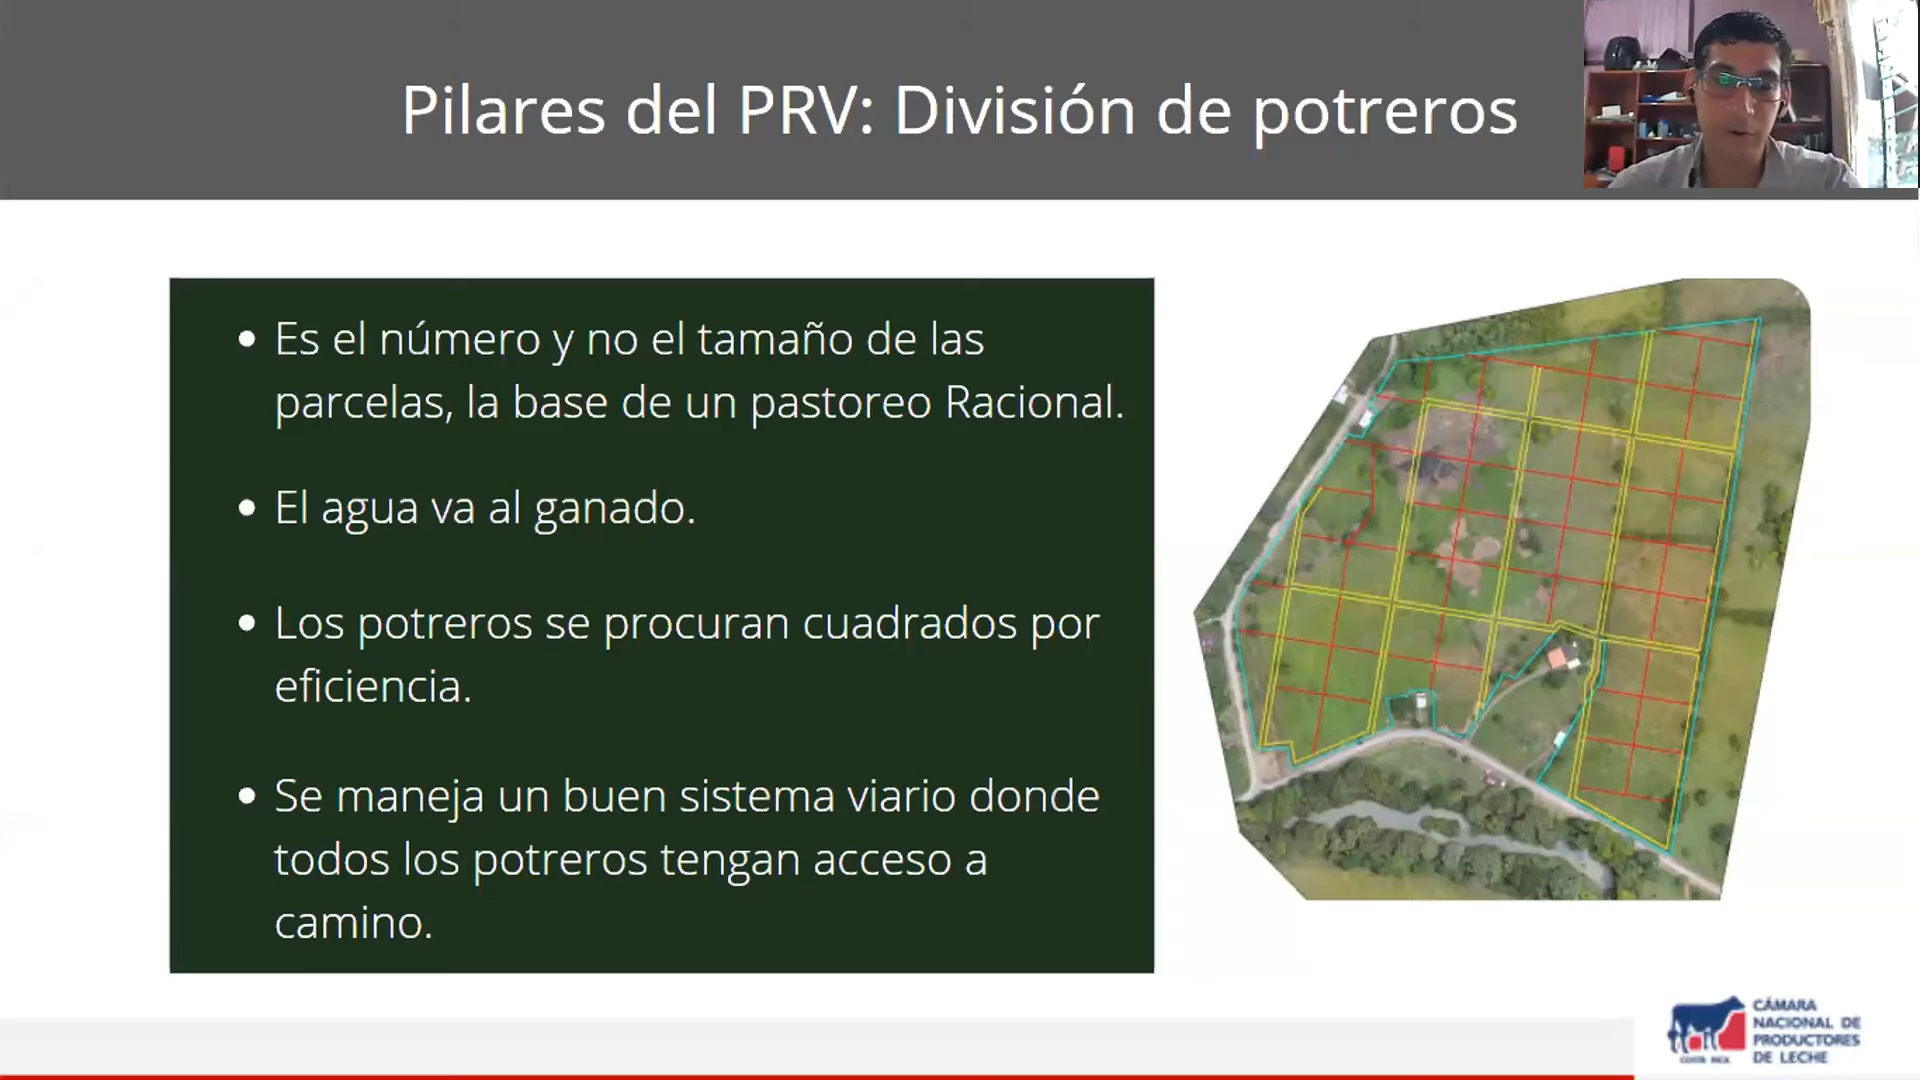 Pilares del PRV: División de potreros
• Es el número y no el tamaño de las
parcelas, la base de un pastoreo Racional.
• El agua va al ganado.
• Los potreros se procuran cuadrados por
eficiencia.
• Se maneja un buen sistema viario donde
todos los potreros tengan acceso a
camino.
CÁMARA
NACIONAL DE
PRODUCTORES
DE LECHE
COSTA RICA